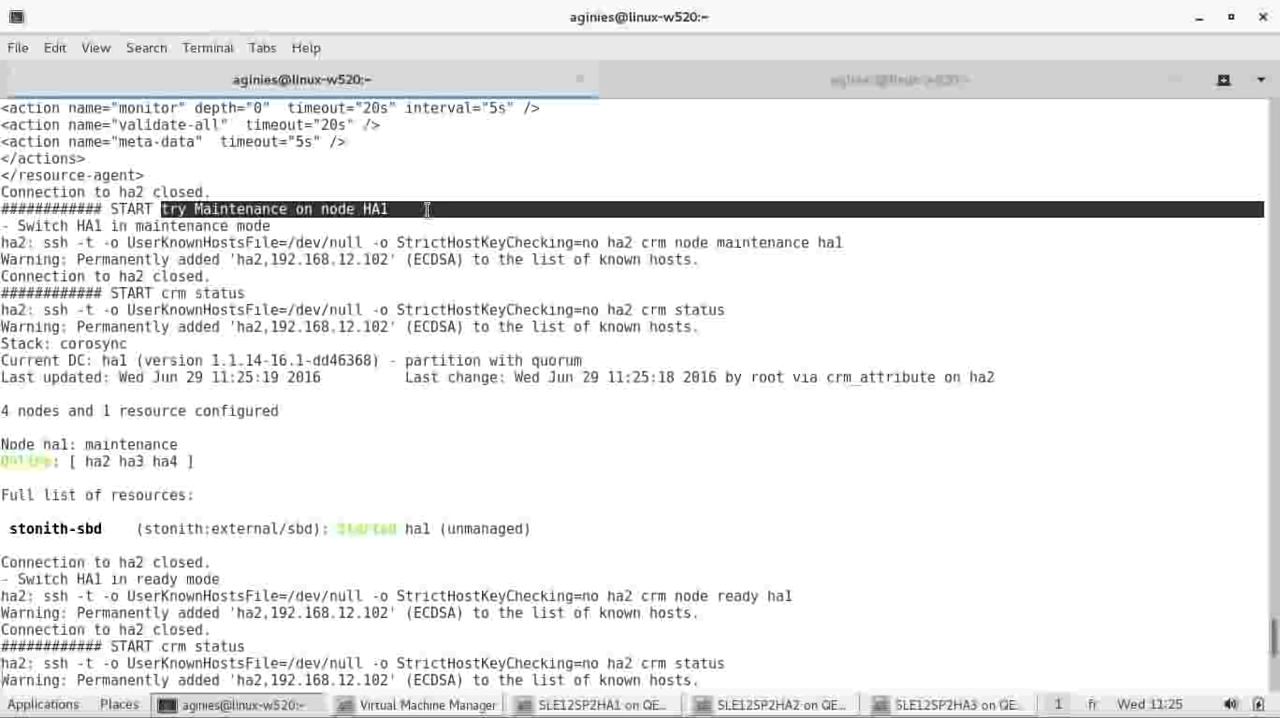 aginies@linux-w520:~
File Edit View Search Terminal Tabs Help
aginies@linux-w520:~ aginies@linux-w520:~
<action name="monitor" depth="0"  timeout="20s" interval="5s" />
<action name="validate-all"  timeout="20s" />
<action name="meta-data"  timeout="5s" />
</actions>
</resource-agent>
Connection to ha2 closed.
############ START try Maintenance on node HA1
- Switch HA1 in maintenance mode
ha2: ssh -t -o UserKnownHostsFile=/dev/null -o StrictHostKeyChecking=no ha2 crm node maintenance ha1
Warning: Permanently added 'ha2,192.168.12.102' (ECDSA) to the list of known hosts.
Connection to ha2 closed.
############ START crm status
ha2: ssh -t -o UserKnownHostsFile=/dev/null -o StrictHostKeyChecking=no ha2 crm status
Warning: Permanently added 'ha2,192.168.12.102' (ECDSA) to the list of known hosts.
Stack: corosync
Current DC: ha1 (version 1.1.14-16.1-dd46368) - partition with quorum
Last updated: Wed Jun 29 11:25:19 2016          Last change: Wed Jun 29 11:25:18 2016 by root via crm_attribute on ha2
4 nodes and 1 resource configured
Node ha1: maintenance
Online: [ ha2 ha3 ha4 ]
Full list of resources:
stonith-sbd    (stonith:external/sbd): Started ha1 (unmanaged)
Connection to ha2 closed.
- Switch HA1 in ready mode
ha2: ssh -t -o UserKnownHostsFile=/dev/null -o StrictHostKeyChecking=no ha2 crm node ready ha1
Warning: Permanently added 'ha2,192.168.12.102' (ECDSA) to the list of known hosts.
Connection to ha2 closed.
############ START crm status
ha2: ssh -t -o UserKnownHostsFile=/dev/null -o StrictHostKeyChecking=no ha2 crm status
Warning: Permanently added 'ha2,192.168.12.102' (ECDSA) to the list of known hosts.
Applications Places aginies@linux-w520:~ Virtual Machine Manager SLE12SP2HA1 on QE... SLE12SP2HA2 on QE... SLE12SP2HA3 on QE... 1 fr Wed 11:25